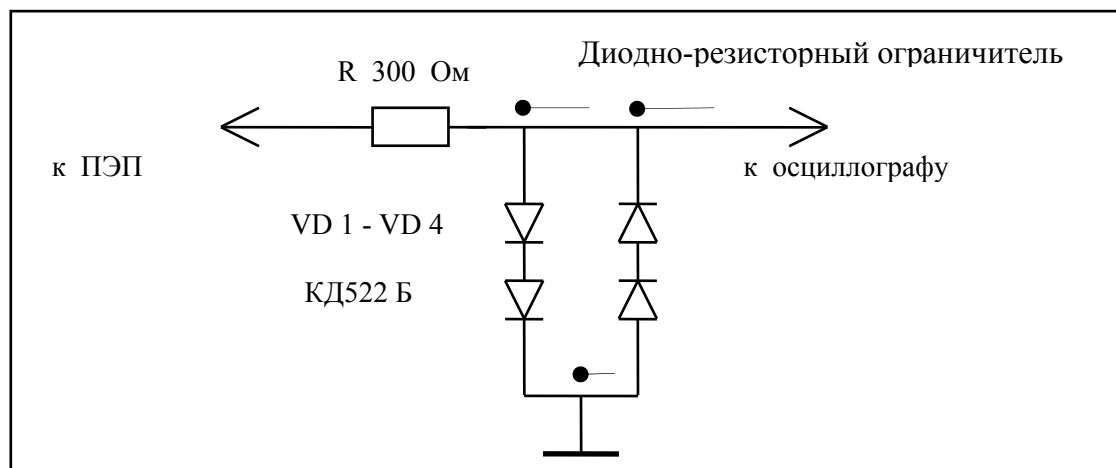 Диодно-резисторный ограничитель
R 300 Ом
к ПЭП
к осциллографу
VD 1 - VD 4
КД522 Б